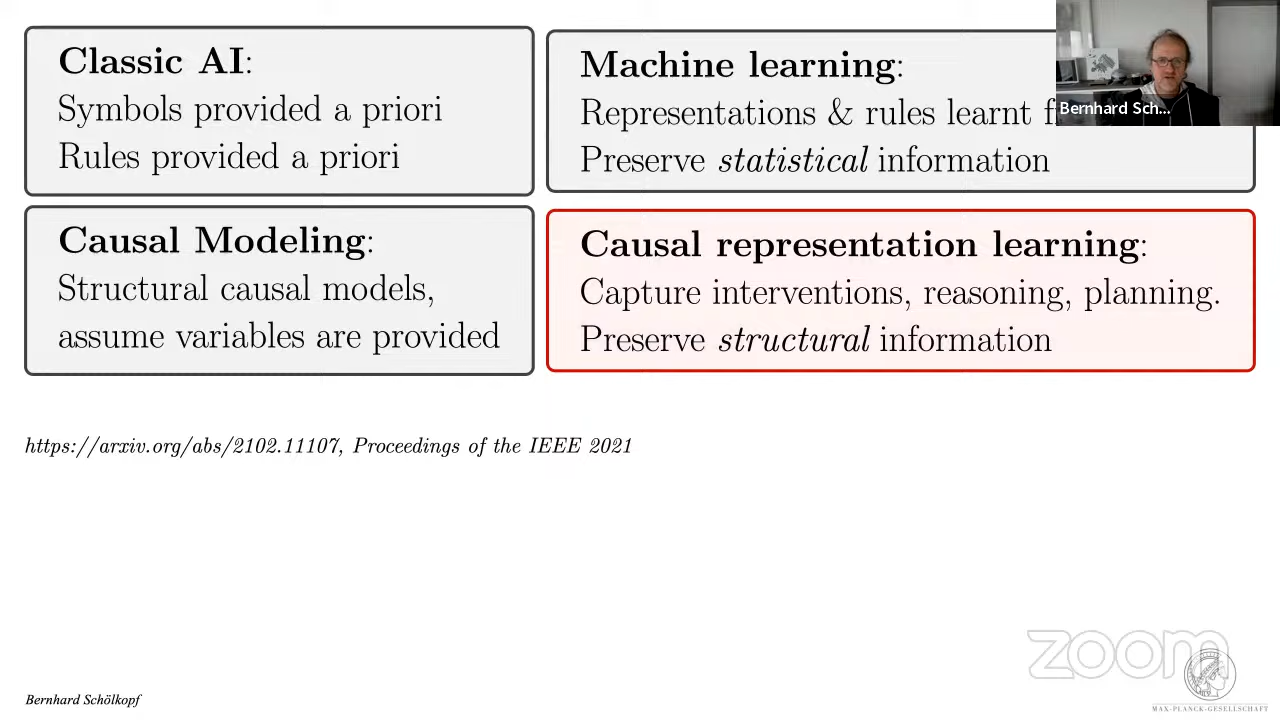 Classic AI:
Symbols provided a priori
Rules provided a priori
Machine learning:
Representations & rules learnt f
Preserve statistical information
Bernhard Sch...
Causal Modeling:
Structural causal models,
assume variables are provided
Causal representation learning:
Capture interventions, reasoning, planning.
Preserve structural information
https://arxiv.org/abs/2102.11107, Proceedings of the IEEE 2021
zoom
Bernhard Schölkopf
MAX-PLANCK-GESELLSCHAFT